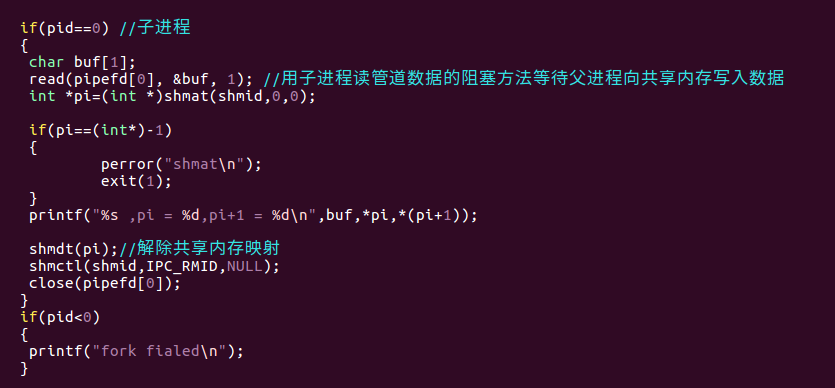 if(pid==0) //子进程
{
char buf[1];
read(pipefd[0], &buf, 1); //用子进程读管道数据的阻塞方法等待父进程向共享内存写入数据
int *pi=(int *)shmat(shmid,0,0);
if(pi==(int*)-1)
{
perror("shmat\n");
exit(1);
}
printf("%s ,pi = %d,pi+1 = %d\n",buf,*pi,*(pi+1));
shmdt(pi);//解除共享内存映射
shmctl(shmid,IPC_RMID,NULL);
close(pipefd[0]);
}
if(pid<0)
{
printf("fork fialed\n");
}